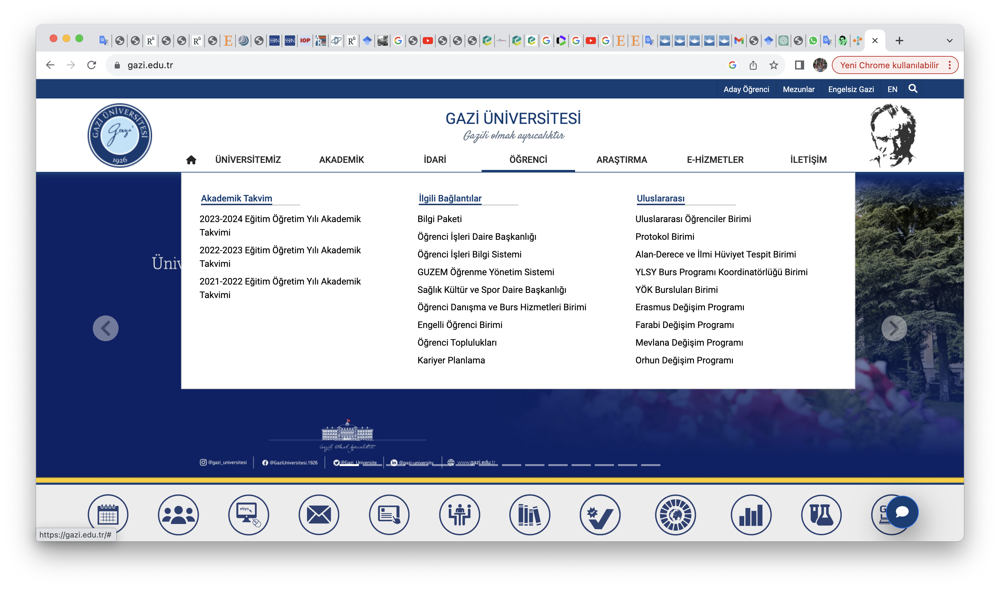 gazi.edu.tr
Yeni Chrome kullanılabilir
Aday Öğrenci
Mezunlar
Engelsiz Gazi
EN
GAZİ ÜNİVERSİTESİ
Gazi
1926
GAZİ ÜNİVERSİTESİ
Gazili olmak ayrıcalıktır
ÜNİVERSİTEMİZ
AKADEMİK
İDARİ
ÖĞRENCİ
ARAŞTIRMA
E-HİZMETLER
İLETİŞİM
Akademik Takvim
2023-2024 Eğitim Öğretim Yılı Akademik
Takvimi
2022-2023 Eğitim Öğretim Yılı Akademik
Takvimi
2021-2022 Eğitim Öğretim Yılı Akademik
Takvimi
İlgili Bağlantılar
Bilgi Paketi
Öğrenci İşleri Daire Başkanlığı
Öğrenci İşleri Bilgi Sistemi
GUZEM Öğrenme Yönetim Sistemi
Sağlık Kültür ve Spor Daire Başkanlığı
Öğrenci Danışma ve Burs Hizmetleri Birimi
Engelli Öğrenci Birimi
Öğrenci Toplulukları
Kariyer Planlama
Uluslararası
Uluslararası Öğrenciler Birimi
Protokol Birimi
Alan-Derece ve İlmi Hüviyet Tespit Birimi
YLSY Burs Programı Koordinatörlüğü Birimi
YÖK Bursluları Birimi
Erasmus Değişim Programı
Farabi Değişim Programı
Mevlana Değişim Programı
Orhun Değişim Programı
Üniv
Gazili Olmak Ayrıcalıktır
@gazi_universitesi
@GaziUniversitesi.1926
@Gazi_Universite
@gazi-university
www.gazi.edu.tr
ebys
https://gazi.edu.tr/#